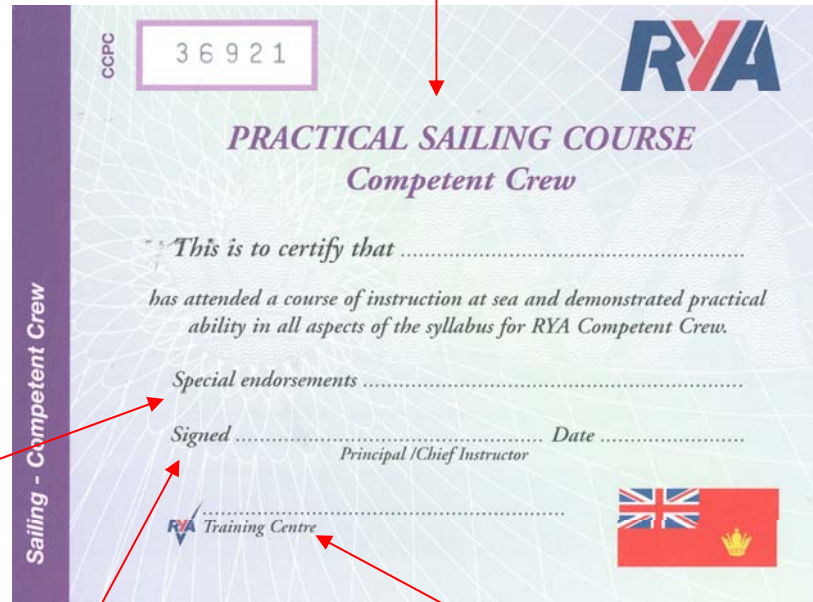 CCPC
36921
RYA
PRACTICAL SAILING COURSE
Competent Crew
This is to certify that ..................................................................
has attended a course of instruction at sea and demonstrated practical
ability in all aspects of the syllabus for RYA Competent Crew.
Special endorsements .........................................................................
Signed ........................................................... Date ...........................
Principal /Chief Instructor
.....................................................................
RYA Training Centre
Sailing - Competent Crew